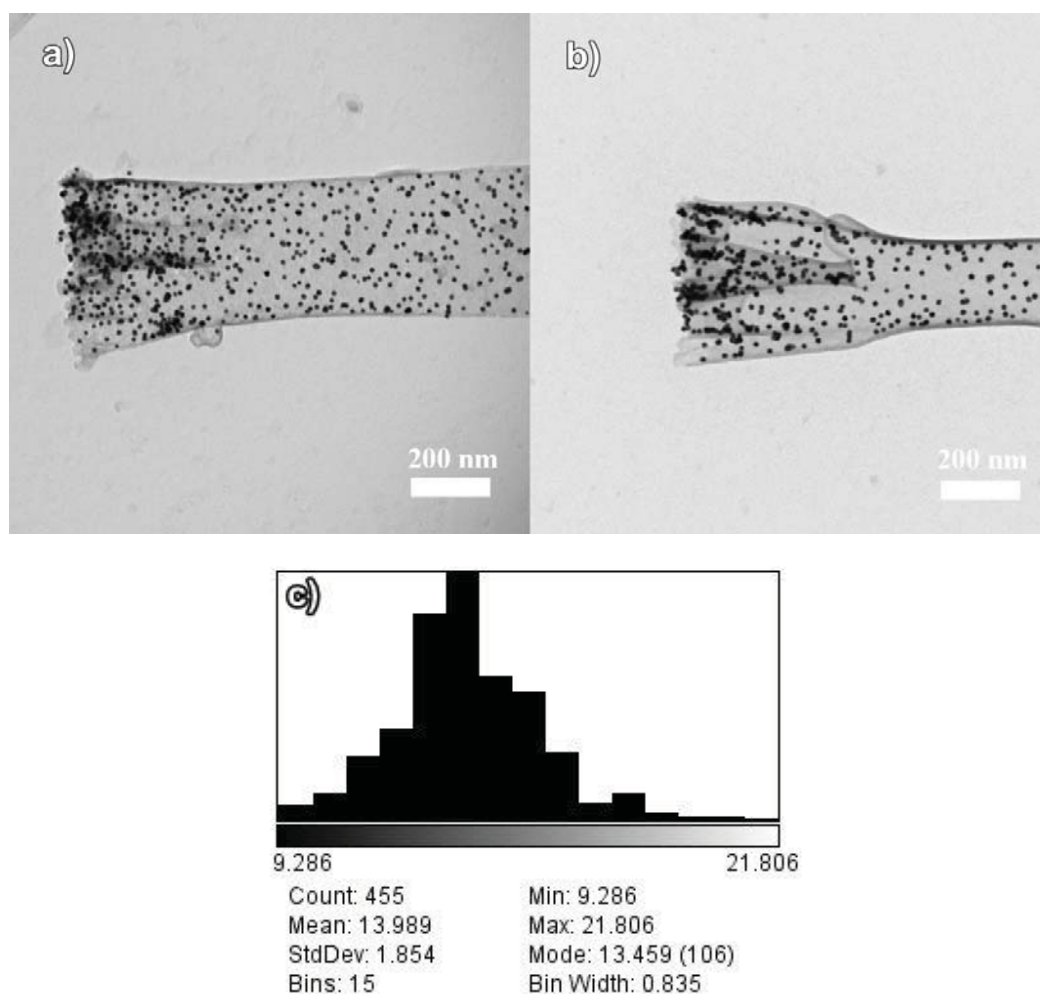 a)
b)
200 nm
200 nm
c)
9.286
21.806
Count: 455
Min: 9.286
Mean: 13.989
Max: 21.806
StdDev: 1.854
Mode: 13.459 (106)
Bins: 15
Bin Width: 0.835